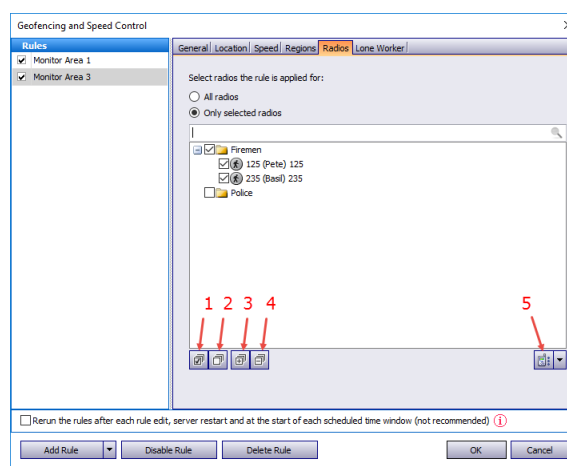 Geofencing and Speed Control
Rules
Monitor Area 1
Monitor Area 3
General Location Speed Regions Radios Lone Worker
Select radios the rule is applied for:
All radios
Only selected radios
Firemen
125 (Pete) 125
235 (Basil) 235
Police
1 2 3 4 5
Rerun the rules after each rule edit, server restart and at the start of each scheduled time window (not recommended)
Add Rule Disable Rule Delete Rule OK Cancel